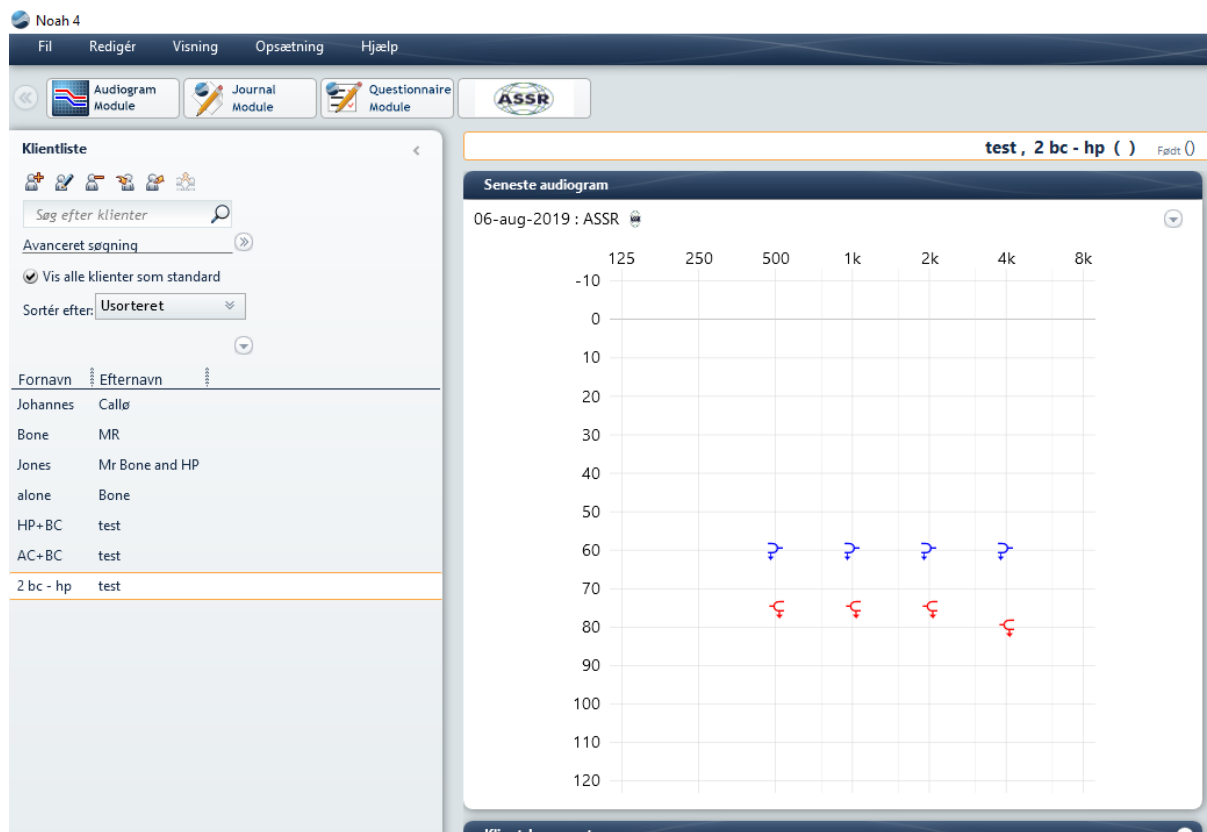 Noah 4
Fil Redigér Visning Opsætning Hjælp
Audiogram Module
Journal Module
Questionnaire Module
ASSR
Klientliste
Søg efter klienter
Avanceret søgning
Vis alle klienter som standard
Sortér efter: Usorteret
Fornavn Efternavn
Johannes Callø
Bone MR
Jones Mr Bone and HP
alone Bone
HP+BC test
AC+BC test
2 bc - hp test
test , 2 bc - hp ( ) Født ()
Seneste audiogram
06-aug-2019 : ASSR
125 250 500 1k 2k 4k 8k
-10
0
10
20
30
40
50
60
70
80
90
100
110
120